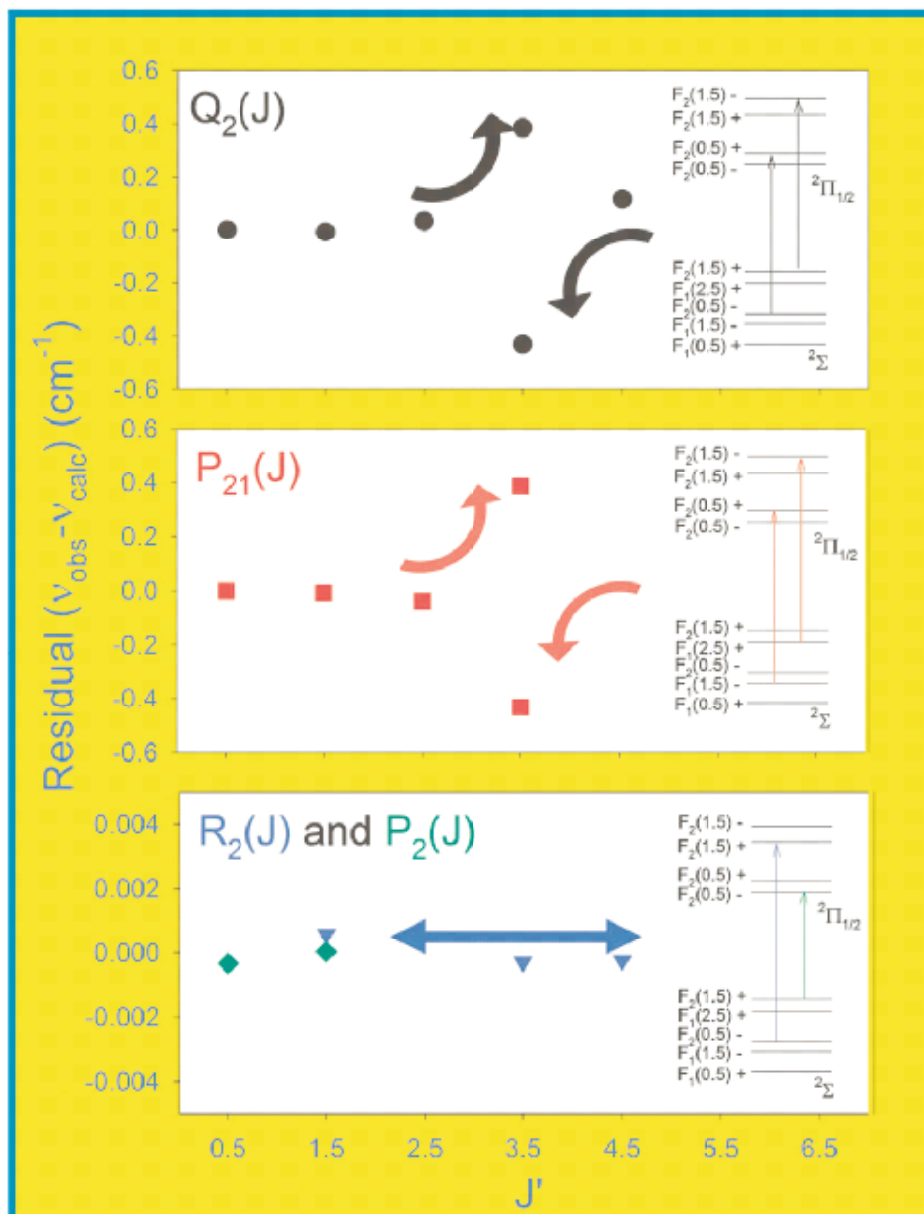 Residual (ν_obs-ν_calc) (cm⁻¹)
Q₂(J)
0.6
0.4
0.2
0.0
-0.2
-0.4
-0.6
F₂(1.5) -
F₂(1.5) +
F₂(0.5) +
F₂(0.5) -
²Π₁/₂
F₂(1.5) +
F₁(2.5) +
F₂(0.5) -
F₁(1.5) -
F₁(0.5) +
²Σ
P₂₁(J)
0.6
0.4
0.2
0.0
-0.2
-0.4
-0.6
F₂(1.5) -
F₂(1.5) +
F₂(0.5) +
F₂(0.5) -
²Π₁/₂
F₂(1.5) +
F₁(2.5) +
F₂(0.5) -
F₁(1.5) -
F₁(0.5) +
²Σ
R₂(J) and P₂(J)
0.004
0.002
0.000
-0.002
-0.004
F₂(1.5) -
F₂(1.5) +
F₂(0.5) +
F₂(0.5) -
²Π₁/₂
F₂(1.5) +
F₁(2.5) +
F₂(0.5) -
F₁(1.5) -
F₁(0.5) +
²Σ
0.5 1.5 2.5 3.5 4.5 5.5 6.5
J'